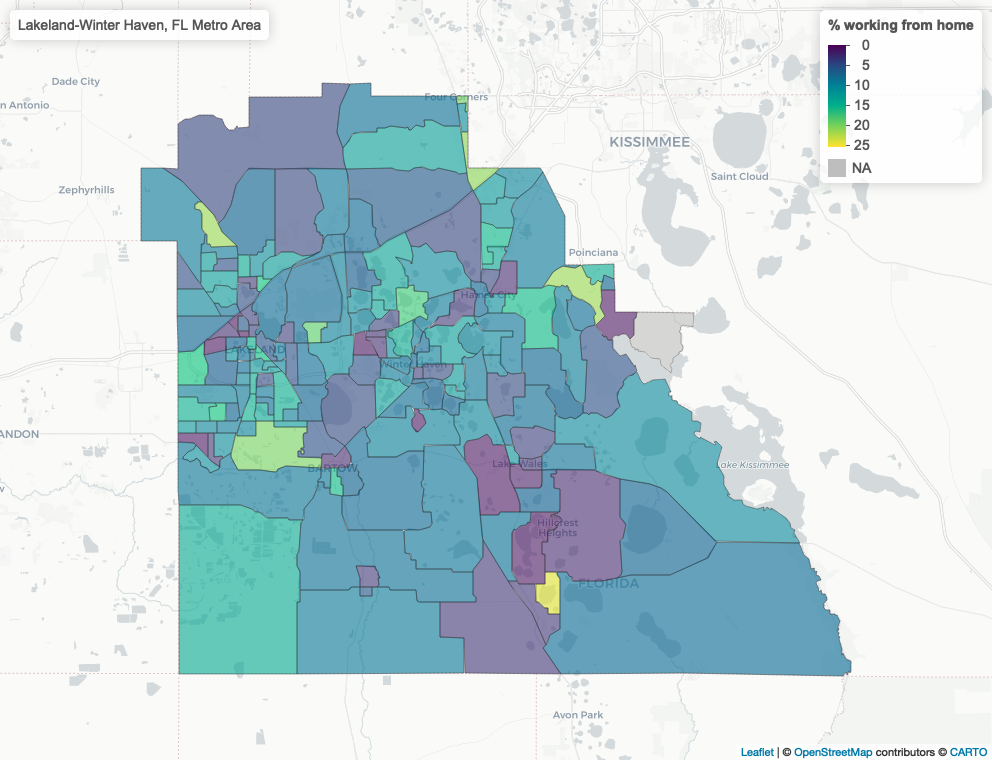 Lakeland-Winter Haven, FL Metro Area
% working from home
0
5
10
15
20
25
NA
Dade City
Four Corners
n Antonio
KISSIMMEE
Saint Cloud
Zephyrhills
Poinciana
Haines City
LAKELAND
Winter Haven
ANDON
BARTOW
Lake Wales
Lake Kissimmee
Hillcrest
Heights
FLORIDA
Avon Park
Leaflet | © OpenStreetMap contributors © CARTO